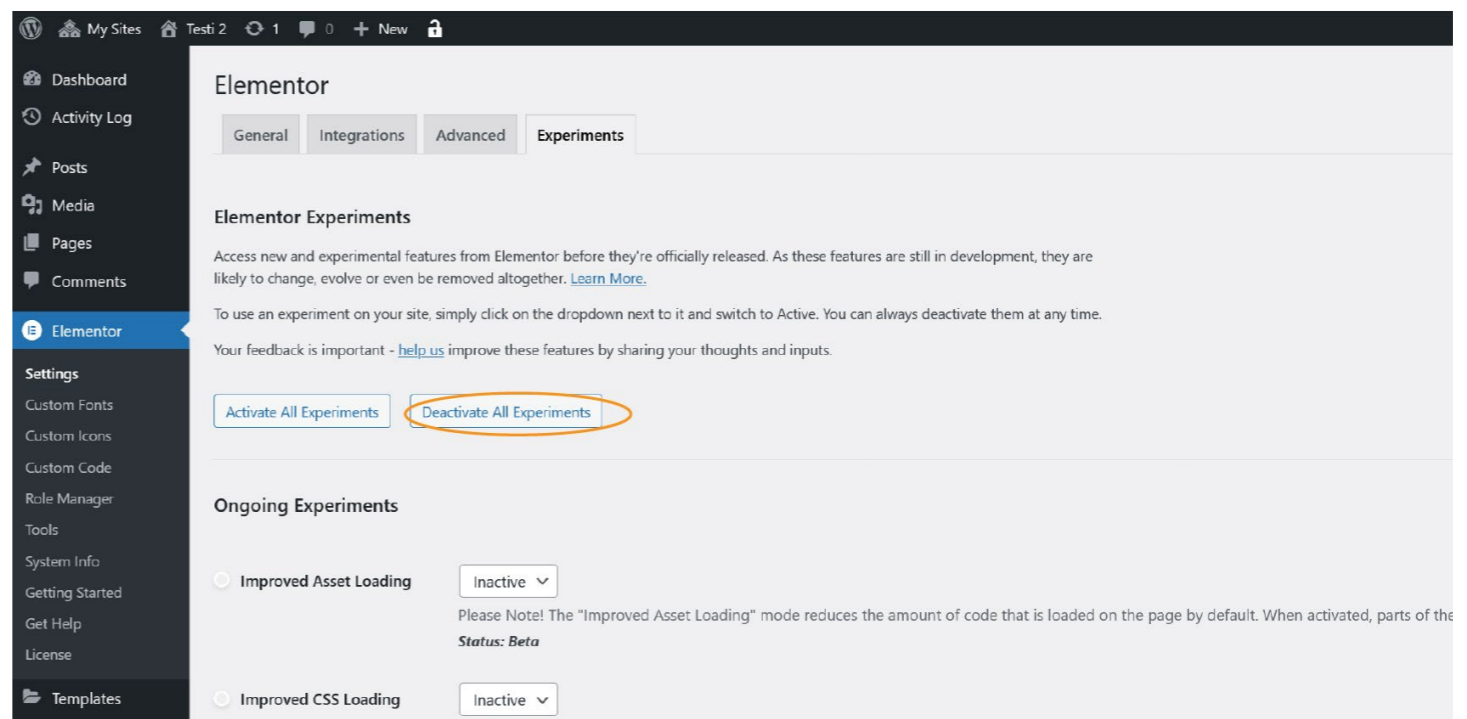 My Sites Testi 2 1 0 + New
Dashboard
Activity Log
Posts
Media
Pages
Comments
Elementor
Settings
Custom Fonts
Custom Icons
Custom Code
Role Manager
Tools
System Info
Getting Started
Get Help
License
Templates
Elementor
General Integrations Advanced Experiments
Elementor Experiments
Access new and experimental features from Elementor before they're officially released. As these features are still in development, they are
likely to change, evolve or even be removed altogether. Learn More.
To use an experiment on your site, simply click on the dropdown next to it and switch to Active. You can always deactivate them at any time.
Your feedback is important - help us improve these features by sharing your thoughts and inputs.
Activate All Experiments Deactivate All Experiments
Ongoing Experiments
Improved Asset Loading Inactive
Please Note! The "Improved Asset Loading" mode reduces the amount of code that is loaded on the page by default. When activated, parts of the
Status: Beta
Improved CSS Loading Inactive